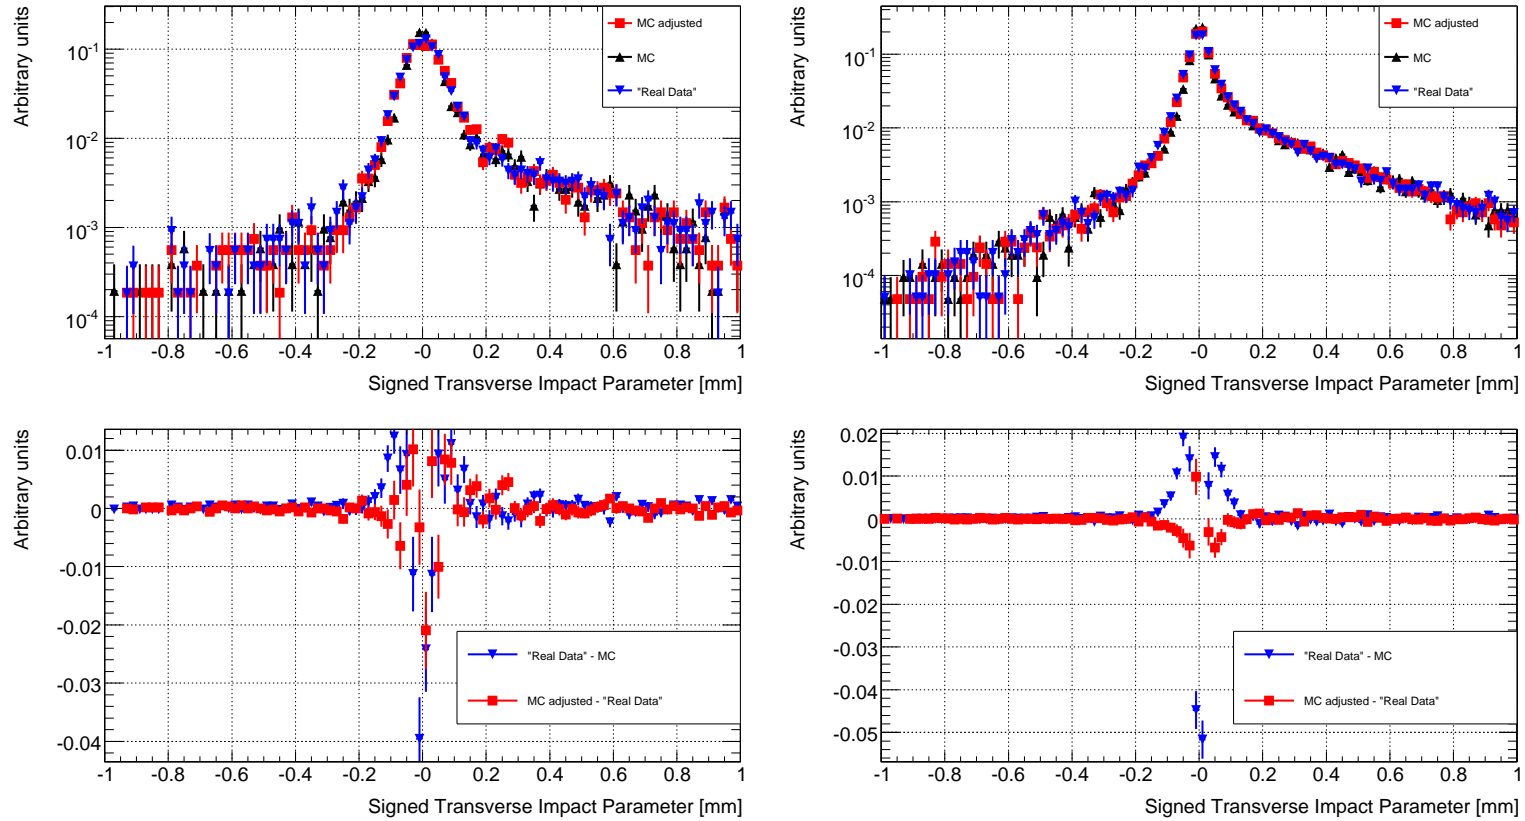 Arbitrary units
MC adjusted
MC
"Real Data"
10^-1
10^-2
10^-3
10^-4
-1 -0.8 -0.6 -0.4 -0.2 -0 0.2 0.4 0.6 0.8 1
Signed Transverse Impact Parameter [mm]
Arbitrary units
MC adjusted
MC
"Real Data"
10^-1
10^-2
10^-3
10^-4
-1 -0.8 -0.6 -0.4 -0.2 -0 0.2 0.4 0.6 0.8 1
Signed Transverse Impact Parameter [mm]
Arbitrary units
0.01
0
-0.01
-0.02
-0.03
-0.04
"Real Data" - MC
MC adjusted - "Real Data"
-1 -0.8 -0.6 -0.4 -0.2 -0 0.2 0.4 0.6 0.8 1
Signed Transverse Impact Parameter [mm]
Arbitrary units
0.02
0.01
0
-0.01
-0.02
-0.03
-0.04
-0.05
"Real Data" - MC
MC adjusted - "Real Data"
-1 -0.8 -0.6 -0.4 -0.2 -0 0.2 0.4 0.6 0.8 1
Signed Transverse Impact Parameter [mm]